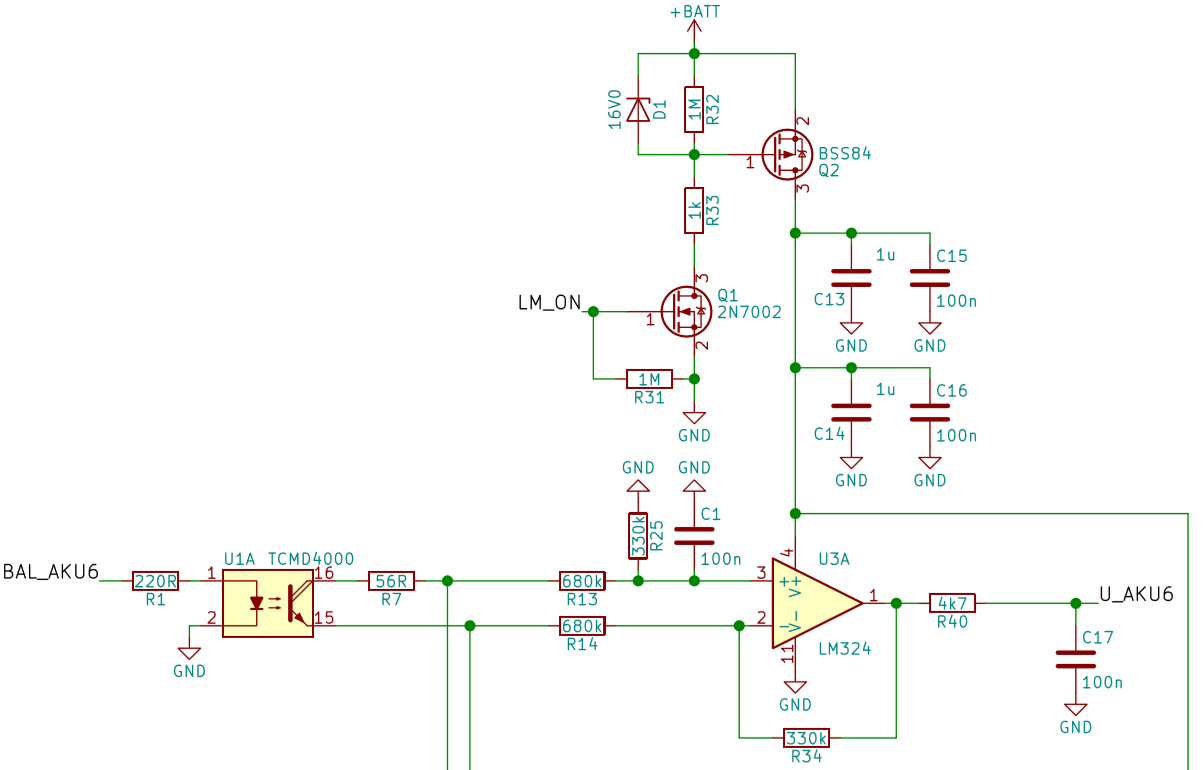 +BATT
16V0
D1
1M
R32
2
1
BSS84
Q2
3
1k
R33
3
LM_ON
1
Q1
2N7002
2
1M
R31
GND
1u
C13
GND
C15
100n
GND
1u
C14
GND
C16
100n
GND
GND
GND
330k
R25
C1
100n
BAL_AKU6
220R
R1
U1A TCMD4000
1
16
2
15
GND
56R
R7
680k
R13
680k
R14
3
2
4
+
V+
-
V-
11
1
U3A
LM324
GND
330k
R34
4k7
R40
U_AKU6
C17
100n
GND